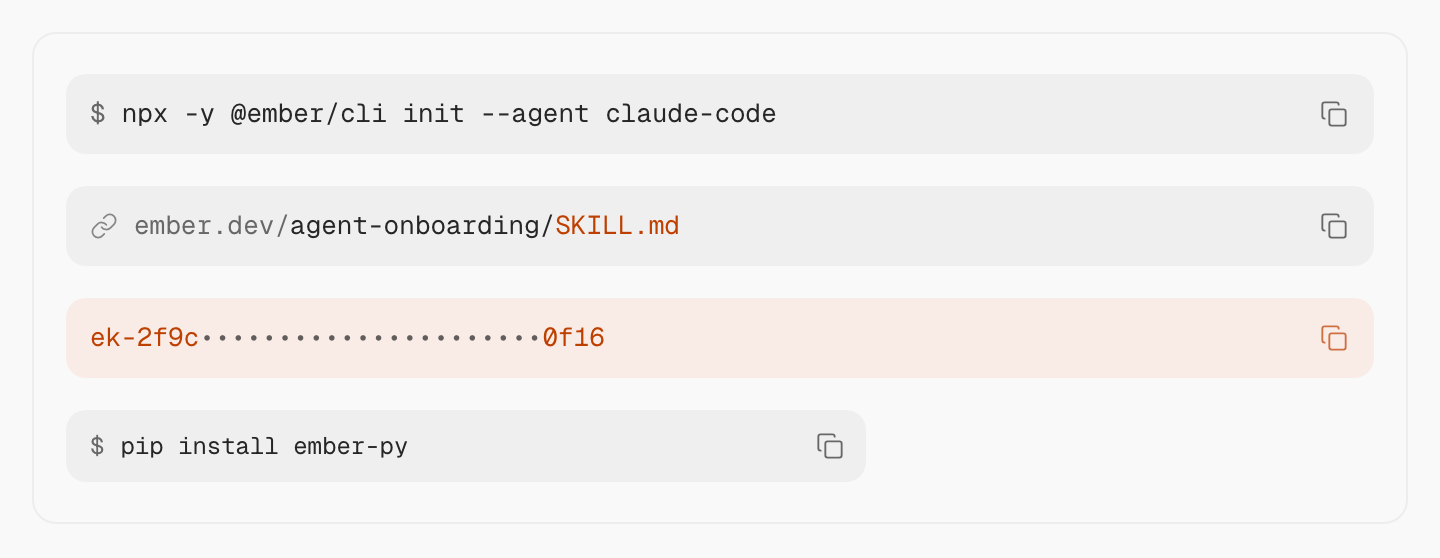 $ npx -y @ember/cli init --agent claude-code
ember.dev/agent-onboarding/SKILL.md
ek-2f9c••••••••••••••••••••••0f16
$ pip install ember-py